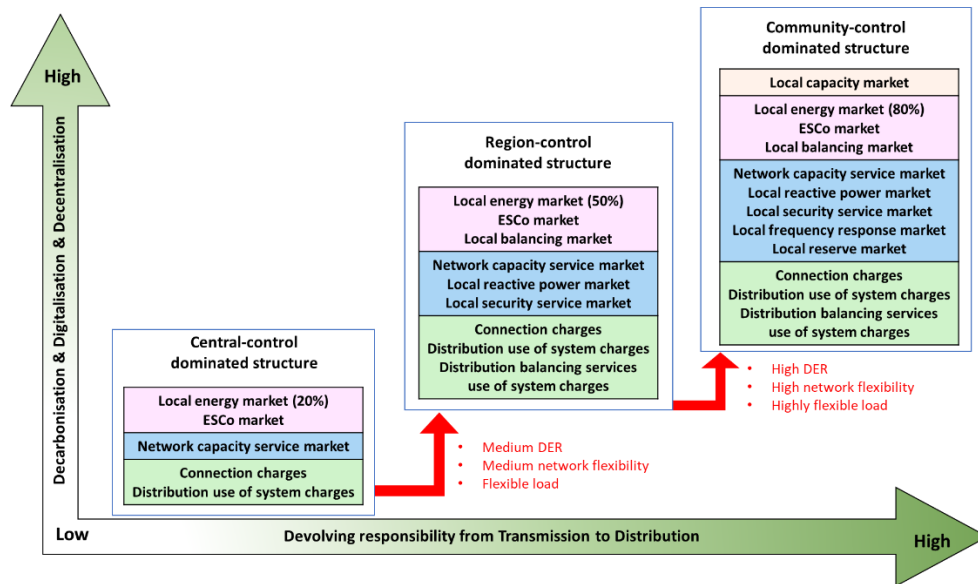 High
Decarbonisation & Digitalisation & Decentralisation
Low
Devolving responsibility from Transmission to Distribution
High
Central-control
dominated structure
Local energy market (20%)
ESCo market
Network capacity service market
Connection charges
Distribution use of system charges
• Medium DER
• Medium network flexibility
• Flexible load
Region-control
dominated structure
Local energy market (50%)
ESCo market
Local balancing market
Network capacity service market
Local reactive power market
Local security service market
Connection charges
Distribution use of system charges
Distribution balancing services
use of system charges
• High DER
• High network flexibility
• Highly flexible load
Community-control
dominated structure
Local capacity market
Local energy market (80%)
ESCo market
Local balancing market
Network capacity service market
Local reactive power market
Local security service market
Local frequency response market
Local reserve market
Connection charges
Distribution use of system charges
Distribution balancing services
use of system charges